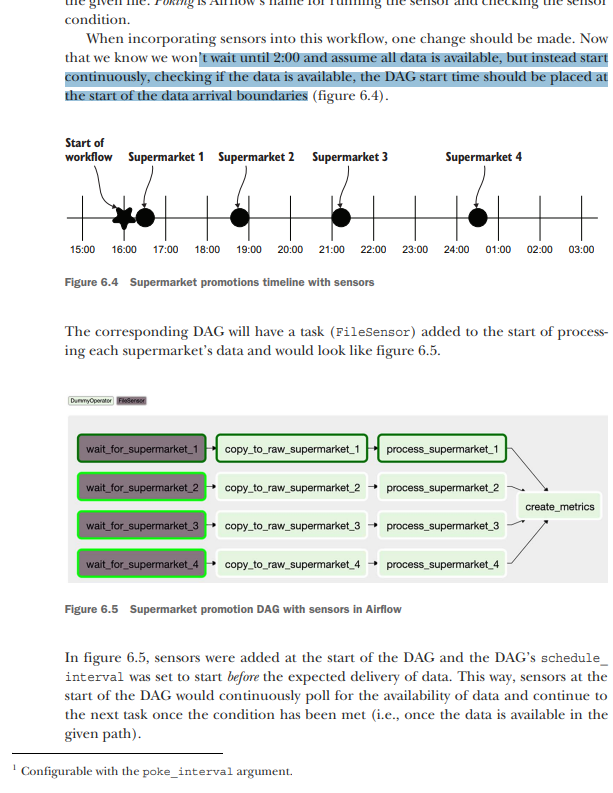 the given file. Poking is Airflow's name for running the sensor and checking the sensor
condition.
When incorporating sensors into this workflow, one change should be made. Now
that we know we won't wait until 2:00 and assume all data is available, but instead start
continuously, checking if the data is available, the DAG start time should be placed at
the start of the data arrival boundaries (figure 6.4).
Start of
workflow Supermarket 1 Supermarket 2 Supermarket 3 Supermarket 4
15:00 16:00 17:00 18:00 19:00 20:00 21:00 22:00 23:00 24:00 01:00 02:00 03:00
Figure 6.4 Supermarket promotions timeline with sensors
The corresponding DAG will have a task (FileSensor) added to the start of process-
ing each supermarket's data and would look like figure 6.5.
DummyOperator FileSensor
wait_for_supermarket_1 copy_to_raw_supermarket_1 process_supermarket_1
wait_for_supermarket_2 copy_to_raw_supermarket_2 process_supermarket_2
create_metrics
wait_for_supermarket_3 copy_to_raw_supermarket_3 process_supermarket_3
wait_for_supermarket_4 copy_to_raw_supermarket_4 process_supermarket_4
Figure 6.5 Supermarket promotion DAG with sensors in Airflow
In figure 6.5, sensors were added at the start of the DAG and the DAG's schedule_
interval was set to start before the expected delivery of data. This way, sensors at the
start of the DAG would continuously poll for the availability of data and continue to
the next task once the condition has been met (i.e., once the data is available in the
given path).
1 Configurable with the poke_interval argument.